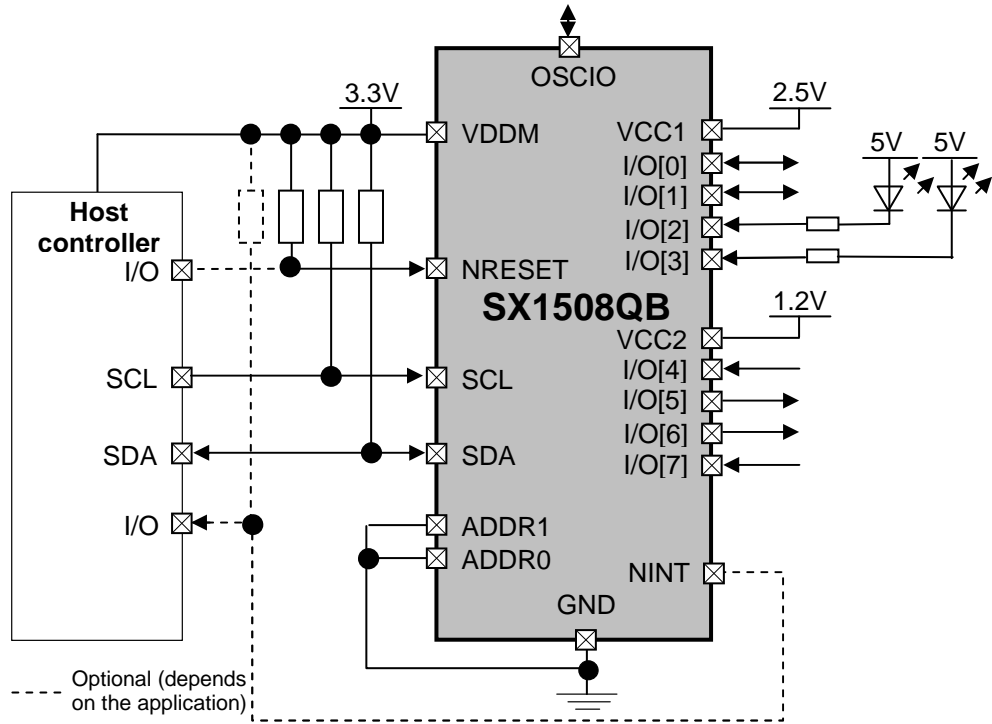 OSCIO
3.3V
2.5V
VDDM
VCC1
5V
5V
I/O[0]
I/O[1]
Host
controller
I/O[2]
I/O
NRESET
I/O[3]
SX1508QB
1.2V
VCC2
SCL
SCL
I/O[4]
I/O[5]
I/O[6]
SDA
SDA
I/O[7]
I/O
ADDR1
ADDR0
NINT
GND
Optional (depends
on the application)